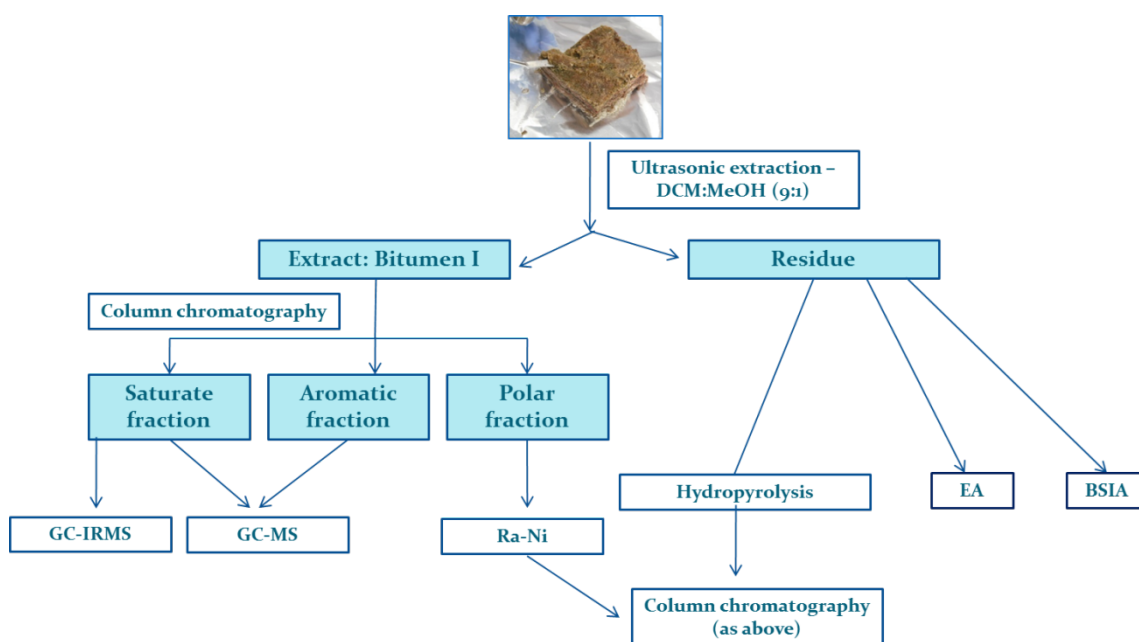 Ultrasonic extraction –
DCM:MeOH (9:1)
Extract: Bitumen I
Residue
Column chromatography
Saturate
fraction
Aromatic
fraction
Polar
fraction
Hydropyrolysis
EA
BSIA
GC-IRMS
GC-MS
Ra-Ni
Column chromatography
(as above)